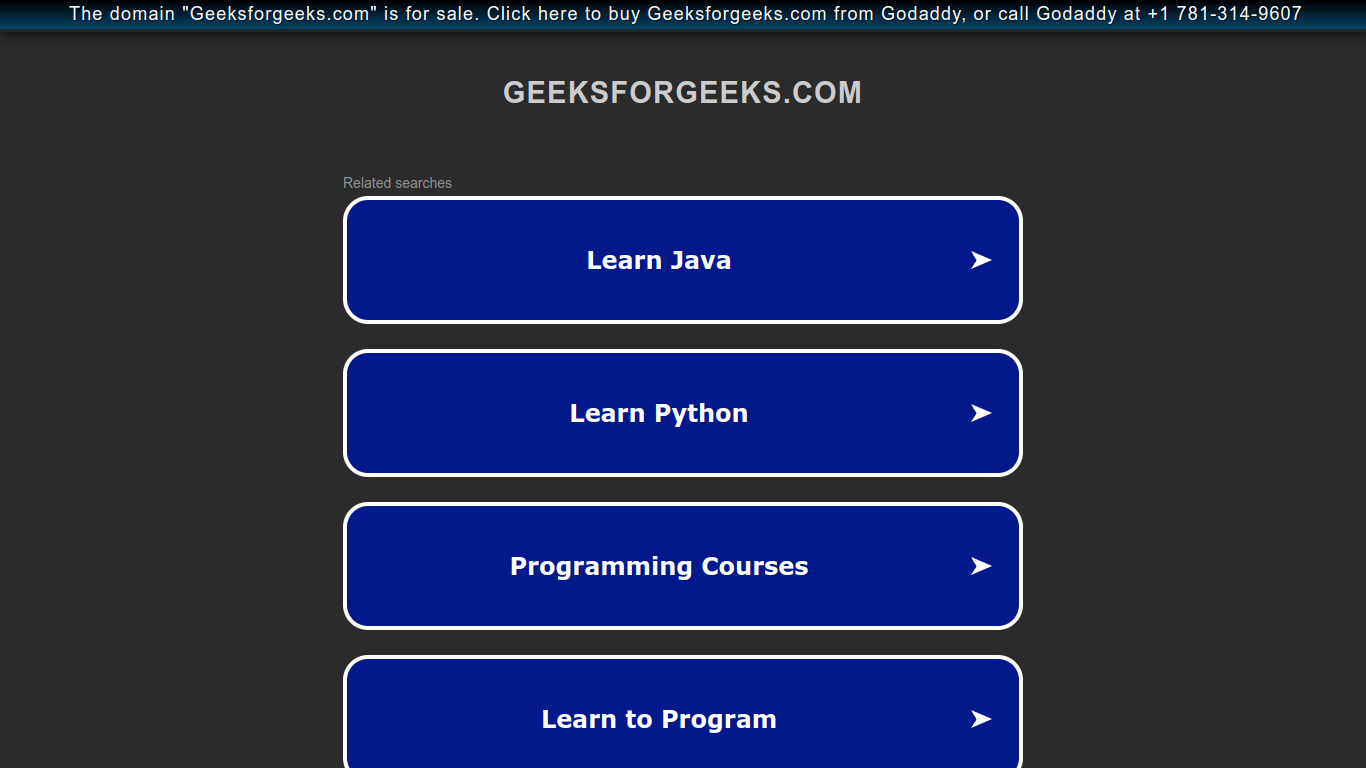 The domain "Geeksforgeeks.com" is for sale. Click here to buy Geeksforgeeks.com from Godaddy, or call Godaddy at +1 781-314-9607
GEEKSFORGEEKS.COM
Related searches
Learn Java
Learn Python
Programming Courses
Learn to Program